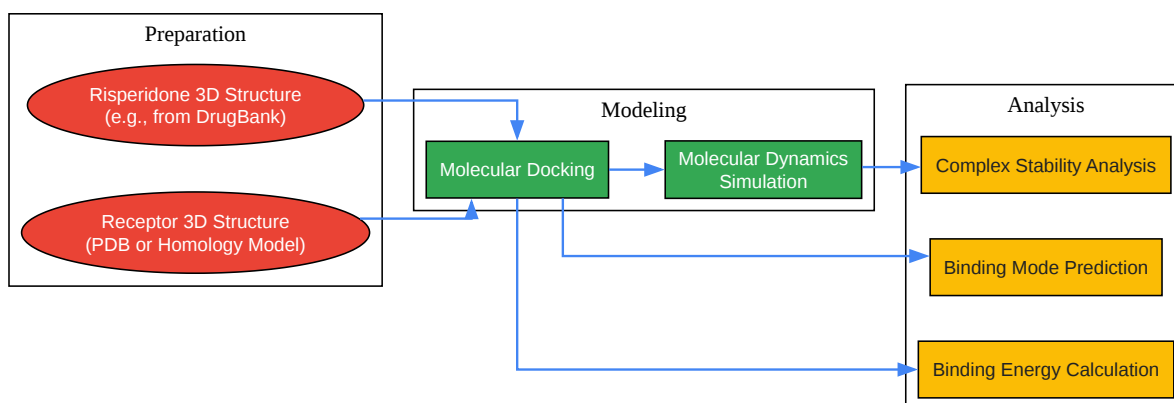 Preparation
Risperidone 3D Structure
(e.g., from DrugBank)
Receptor 3D Structure
(PDB or Homology Model)
Modeling
Molecular Docking
Molecular Dynamics
Simulation
Analysis
Complex Stability Analysis
Binding Mode Prediction
Binding Energy Calculation